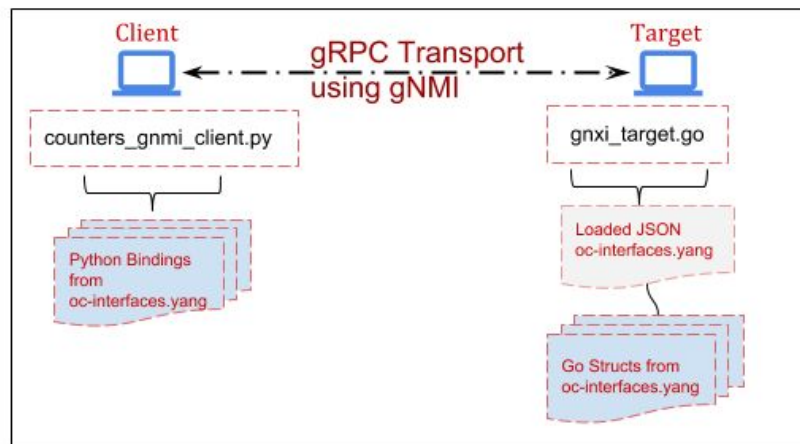 Client
Target
gRPC Transport
using gNMI
counters_gnmi_client.py
gnxi_target.go
Python Bindings
from
oc-interfaces.yang
Loaded JSON
oc-interfaces.yang
Go Structs from
oc-interfaces.yang